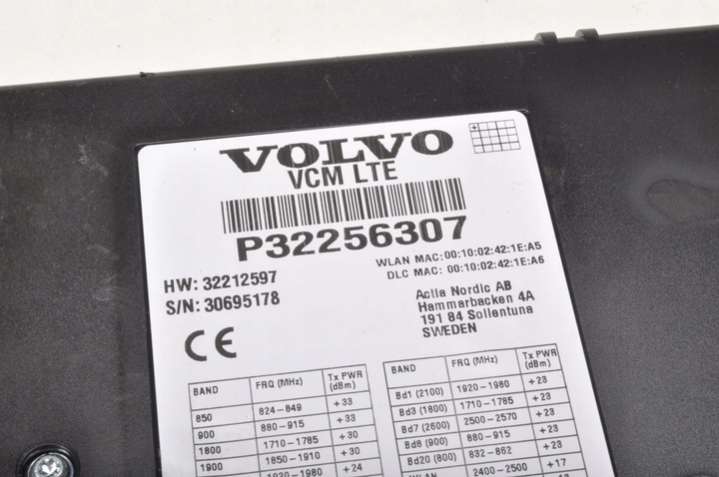 VOLVO
VCM LTE
P32256307
WLAN MAC: 00:10:02:42:1E:A5
DLC MAC: 00:10:02:42:1E:A6
HW: 32212597
S/N: 30695178
Actia Nordic AB
Hammarbacken 4A
191 84 Sollentuna
SWEDEN
CE
BAND FRQ (MHz) Tx PWR (dBm)
850 824-849 +33
900 880-915 +33
1800 1710-1785 +30
1900 1850-1910 +30
1920-1980 +24
Bd1 (2100) 1920-1980 +23
Bd3 (1800) 1710-1785 +23
Bd7 (2600) 2500-2570 +23
Bd8 (900) 880-915 +23
Bd20 (800) 832-862 +23
WLAN 2400-2500 +17
BAND FRQ (MHz) Tx PWR (dBm)